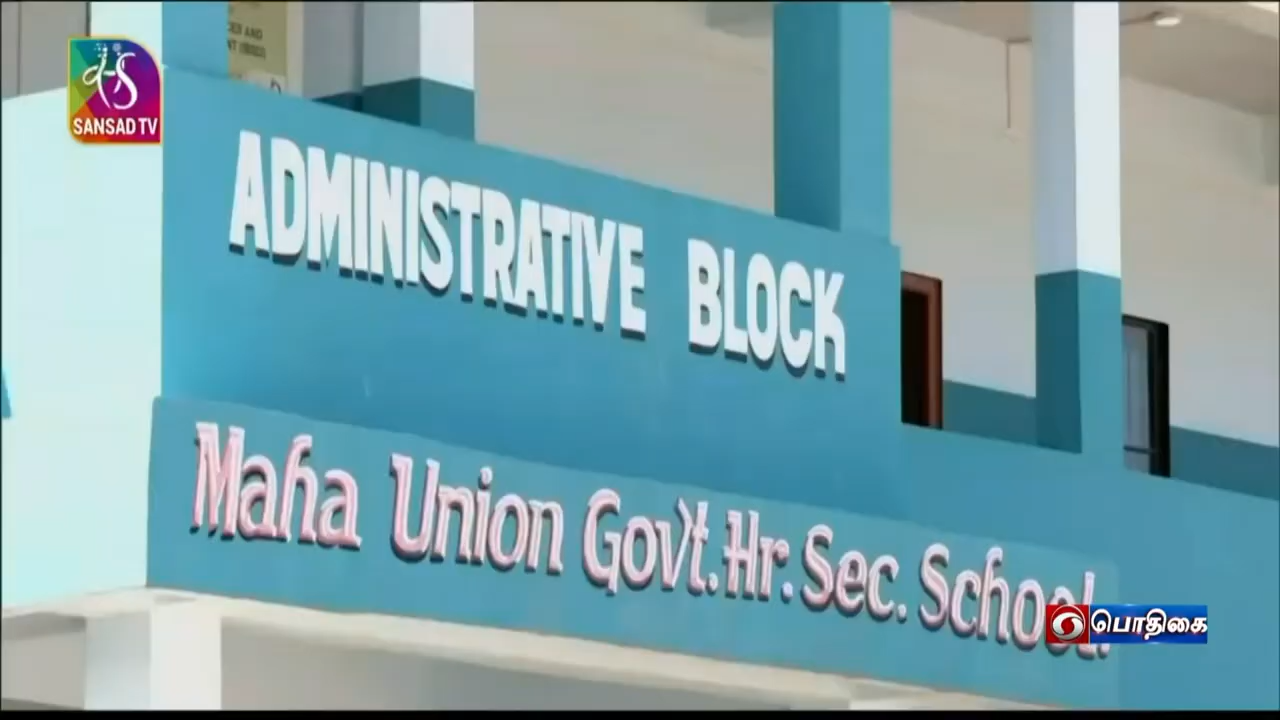 SANSAD TV
ADMINISTRATIVE BLOCK
Maha Union Govt. Hr. Sec. School.
பொதிகை